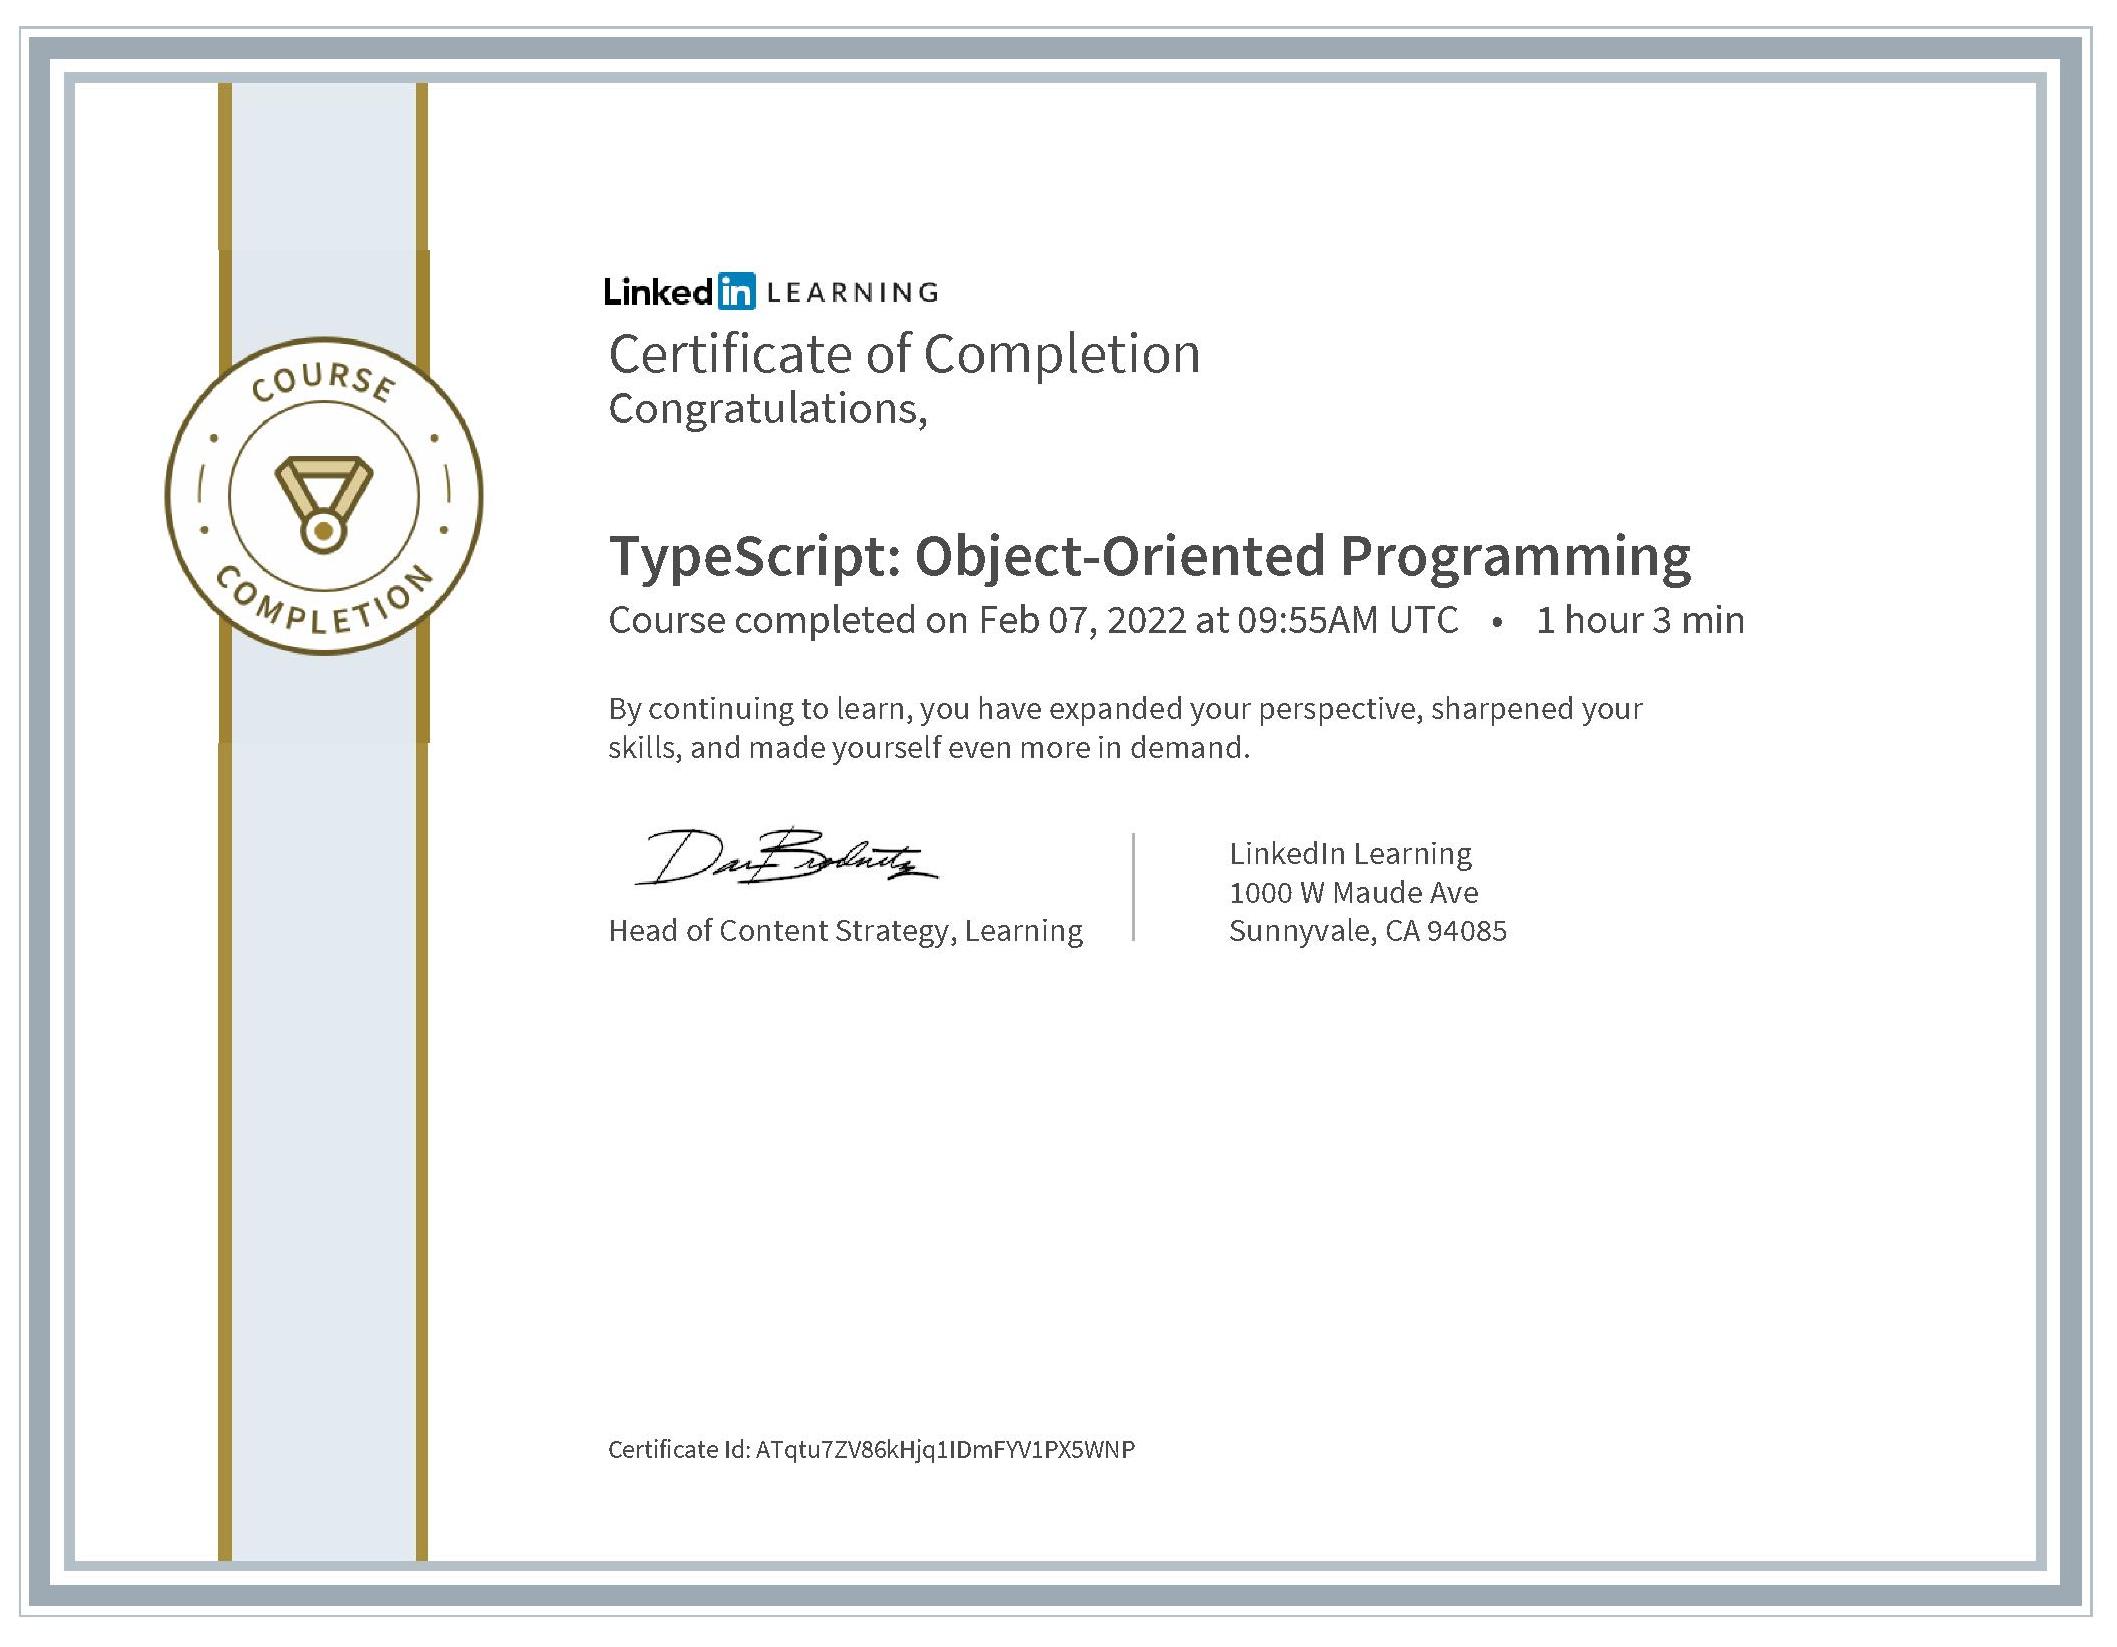 COURSE
COMPLETION
Linked in LEARNING
Certificate of Completion
Congratulations,
TypeScript: Object-Oriented Programming
Course completed on Feb 07, 2022 at 09:55AM UTC • 1 hour 3 min
By continuing to learn, you have expanded your perspective, sharpened your
skills, and made yourself even more in demand.
Dan Brodnitz
Head of Content Strategy, Learning
LinkedIn Learning
1000 W Maude Ave
Sunnyvale, CA 94085
Certificate Id: ATqtu7ZV86kHjq1IDmFYV1PX5WNP